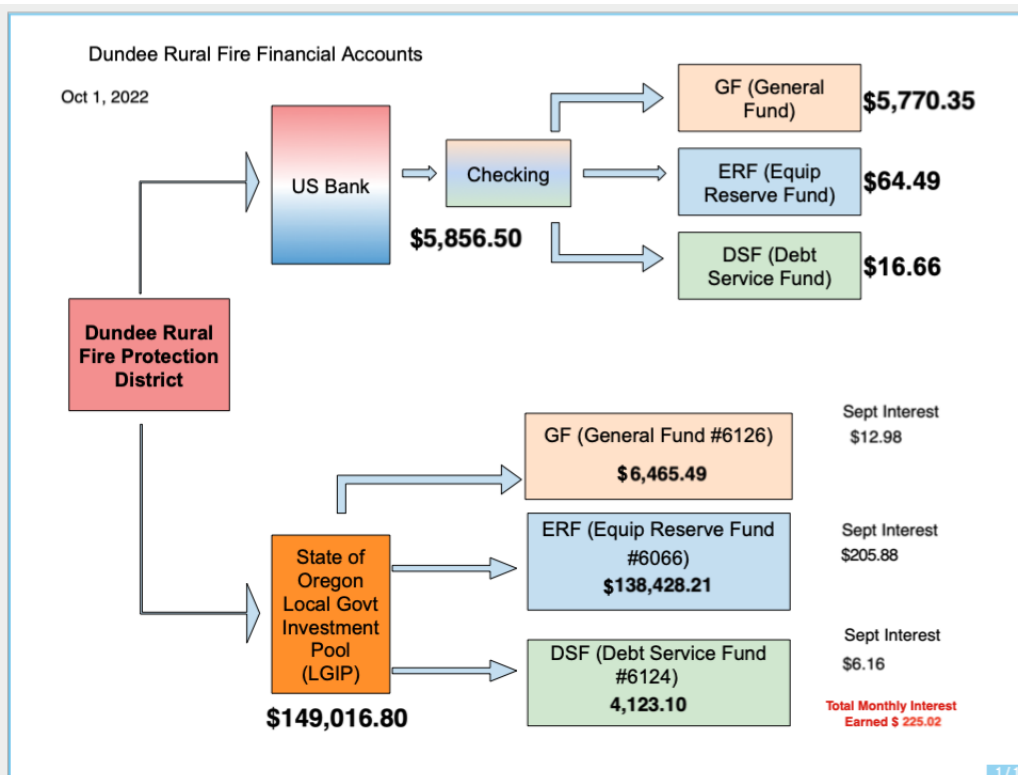 Dundee Rural Fire Financial Accounts
Oct 1, 2022
US Bank
Checking
$5,856.50
GF (General
Fund)
$5,770.35
ERF (Equip
Reserve Fund)
$64.49
DSF (Debt
Service Fund)
$16.66
Dundee Rural
Fire Protection
District
State of
Oregon
Local Govt
Investment
Pool
(LGIP)
$149,016.80
GF (General Fund #6126)
$6,465.49
Sept Interest
$12.98
ERF (Equip Reserve Fund
#6066)
$138,428.21
Sept Interest
$205.88
DSF (Debt Service Fund
#6124)
4,123.10
Sept Interest
$6.16
Total Monthly Interest
Earned $ 225.02